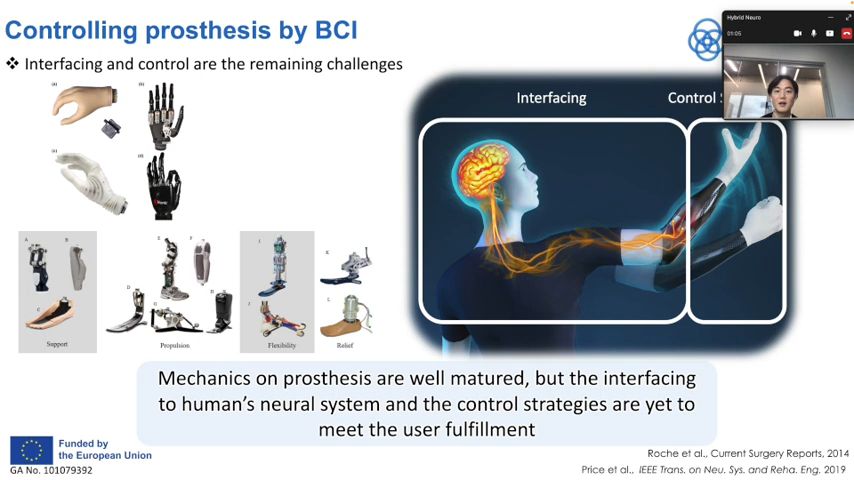 Controlling prosthesis by BCI
❖ Interfacing and control are the remaining challenges
Hybrid Neuro
01:05
(a)
(b)
(c)
(d)
Interfacing
Control S
A
B
C
Support
D
E
F
G
H
Propulsion
I
J
Flexibility
K
L
Relief
Mechanics on prosthesis are well matured, but the interfacing
to human's neural system and the control strategies are yet to
meet the user fulfillment
Funded by
the European Union
GA No. 101079392
Roche et al., Current Surgery Reports, 2014
Price et al., IEEE Trans. on Neu. Sys. and Reha. Eng. 2019